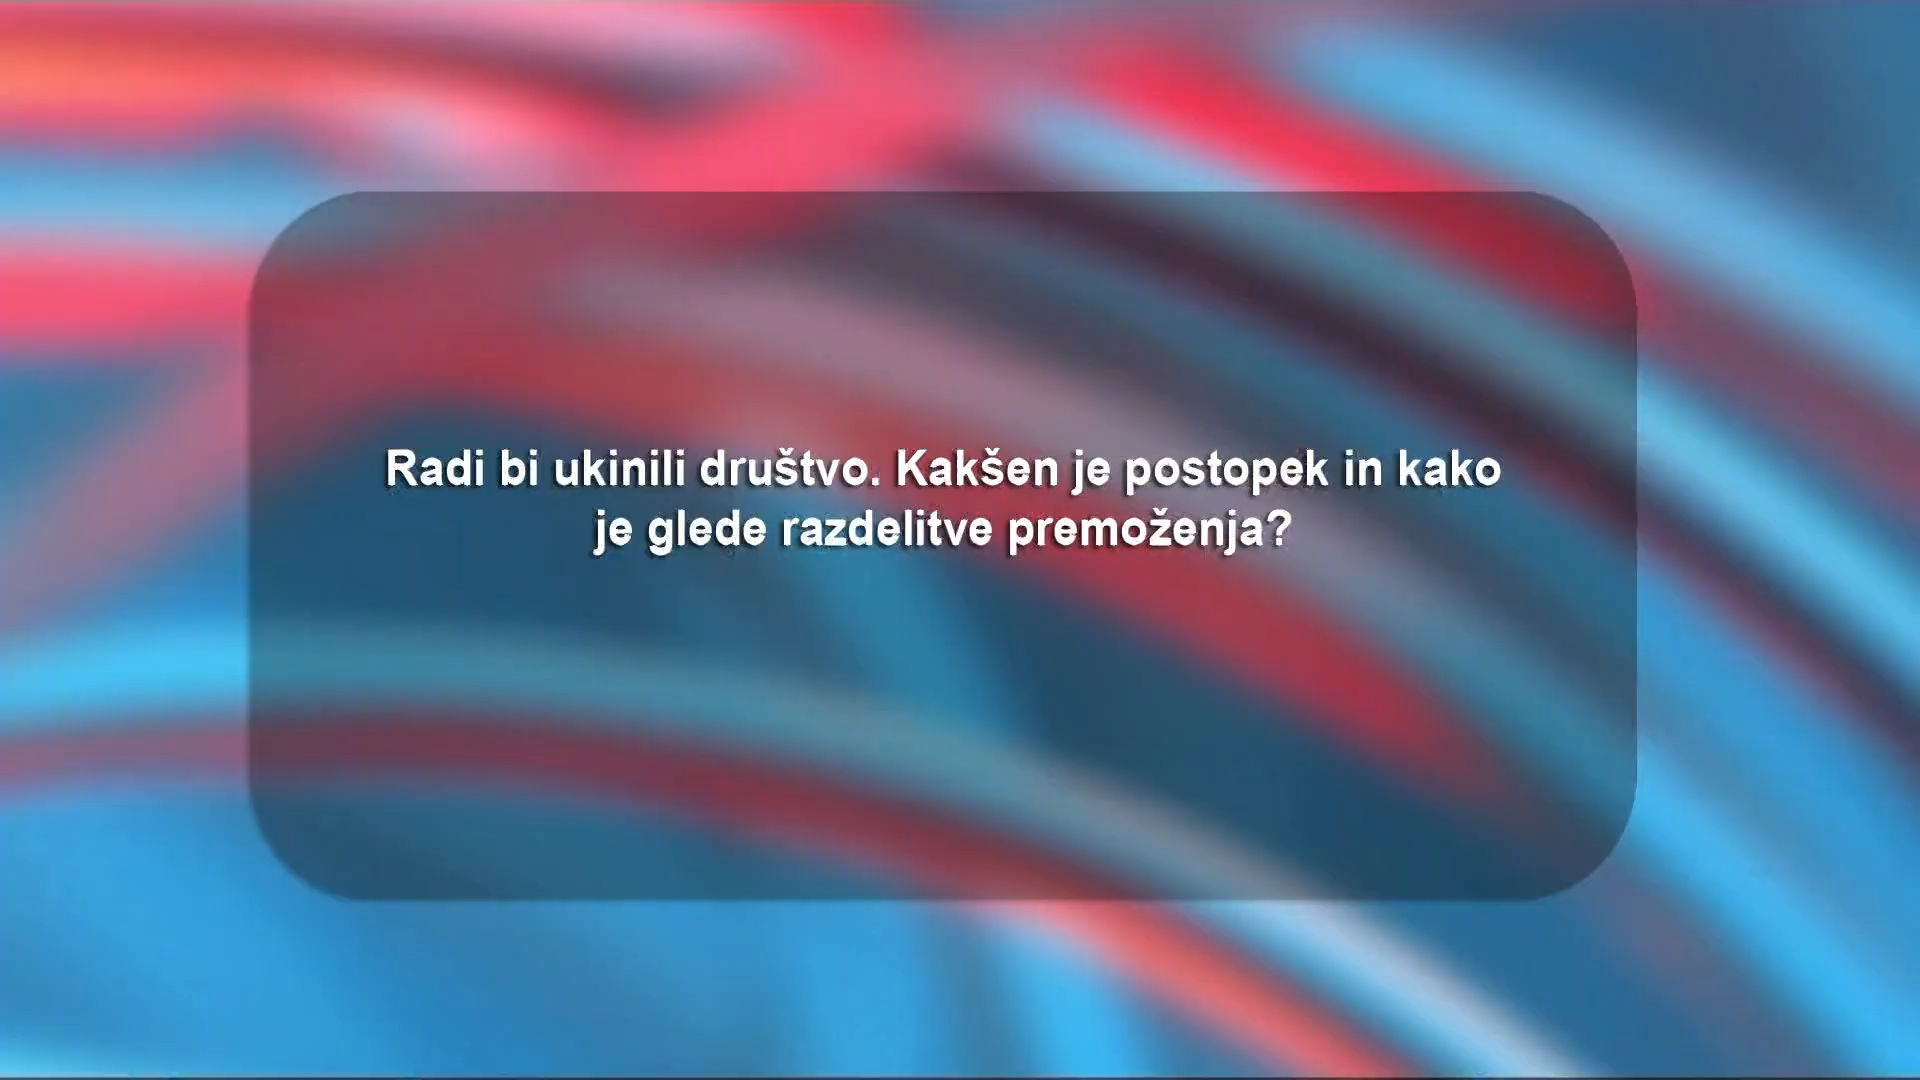 Radi bi ukinili društvo. Kakšen je postopek in kako
je glede razdelitve premoženja?